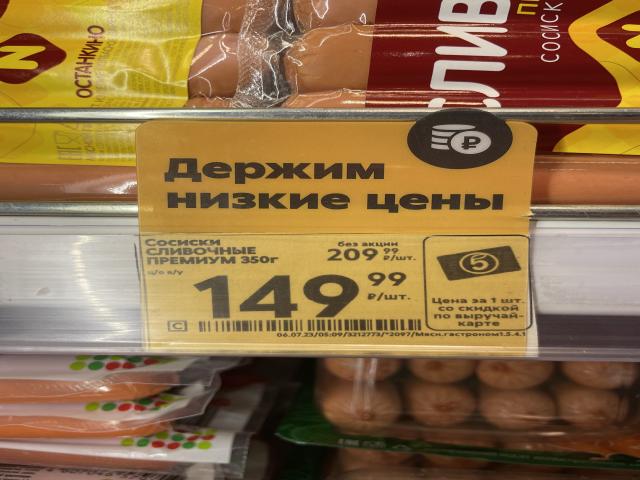 ОСТАНКИНО
СЛИВ
СОСИСК
Держим
низкие цены
Сосиски
СЛИВОЧНЫЕ
ПРЕМИУМ 350г
ц/о в/у
без акции
209 99
₽/шт.
149 99
₽/шт.
5
Цена за 1 шт.
со скидкой
по выручай-
карте
С
06.07.23/05:09/3212773/*2097/Мясн.гастроном1.5.4.1